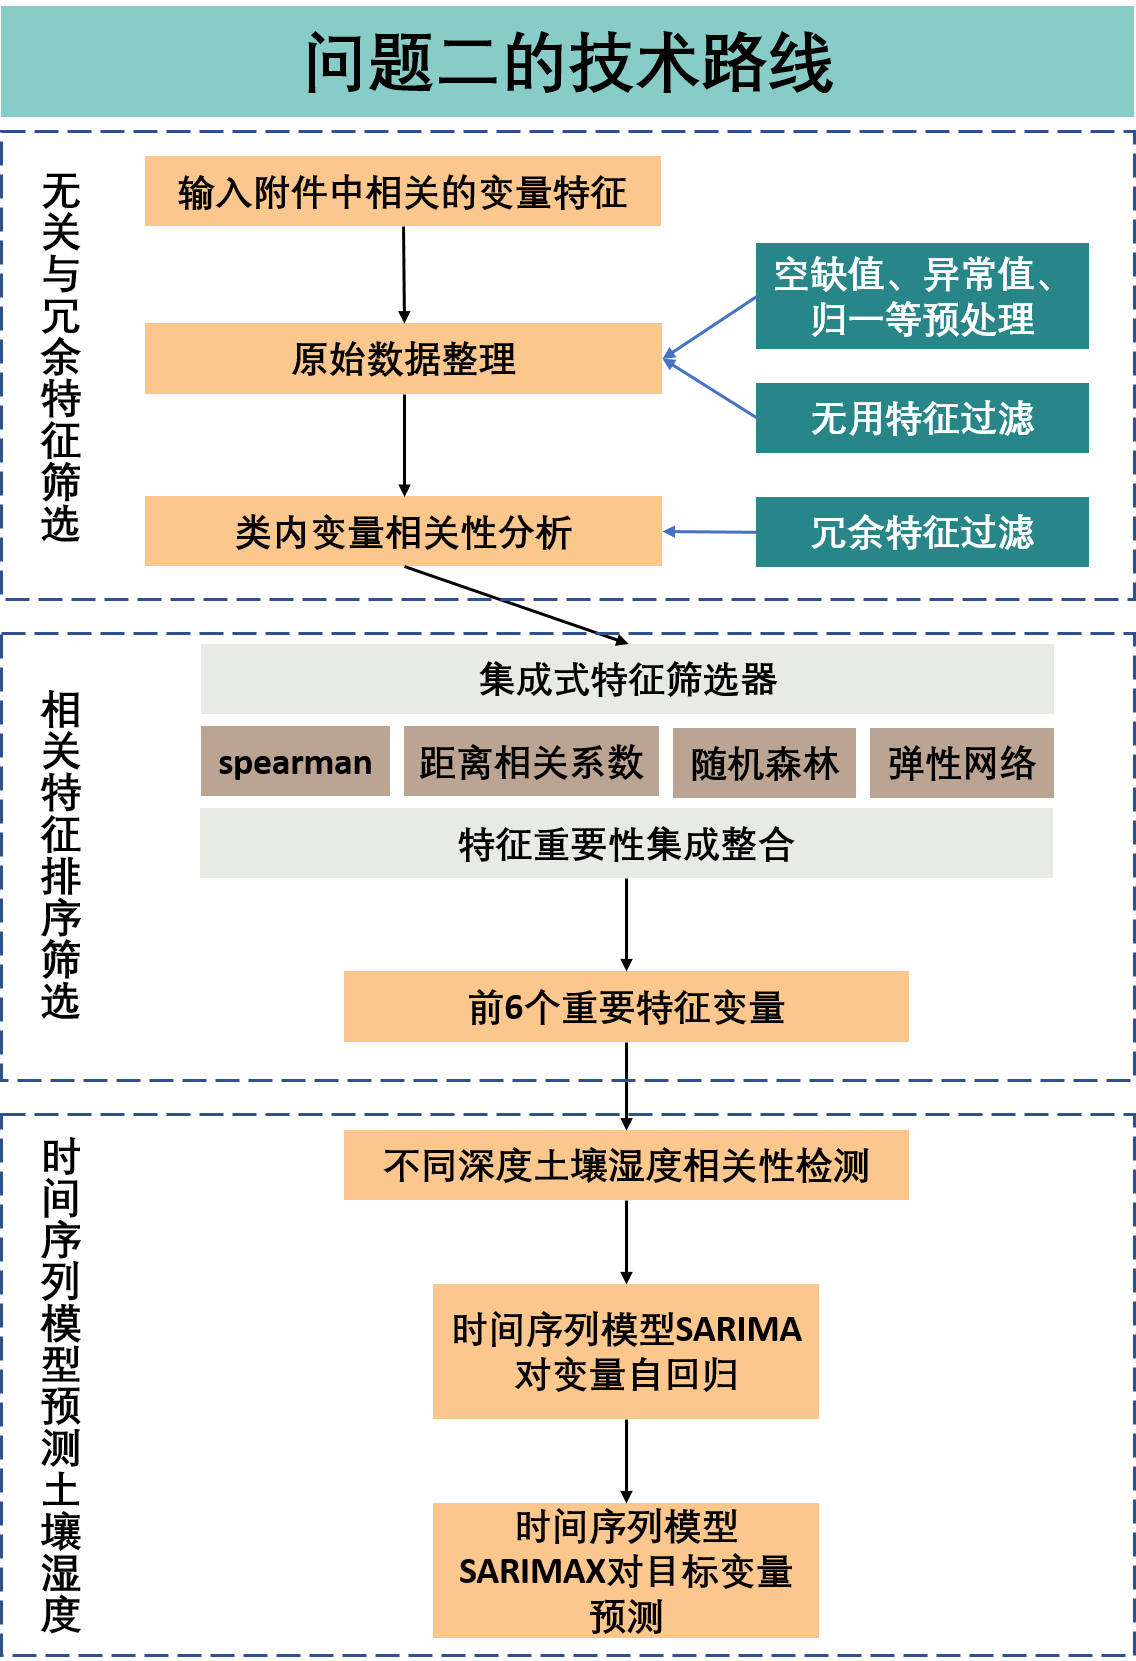 问题二的技术路线
无关与冗余特征筛选
输入附件中相关的变量特征
空缺值、异常值、
归一等预处理
原始数据整理
无用特征过滤
类内变量相关性分析
冗余特征过滤
相关特征排序筛选
集成式特征筛选器
spearman
距离相关系数
随机森林
弹性网络
特征重要性集成整合
前6个重要特征变量
时间序列模型预测土壤湿度
不同深度土壤湿度相关性检测
时间序列模型SARIMA
对变量自回归
时间序列模型
SARIMAX对目标变量
预测